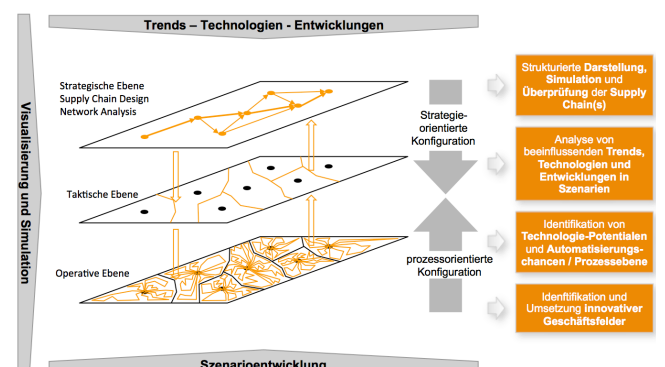 Trends – Technologien - Entwicklungen
Visualisierung und Simulation
Strategische Ebene
Supply Chain Design
Network Analysis
Taktische Ebene
Operative Ebene
Strategie-
orientierte
Konfiguration
prozessorientierte
Konfiguration
Strukturierte Darstellung,
Simulation und
Überprüfung der Supply
Chain(s)
Analyse von
beeinflussenden Trends,
Technologien und
Entwicklungen in
Szenarien
Identifikation von
Technologie-Potentialen
und Automatisierungs-
chancen / Prozessebene
Idenftifikation und
Umsetzung innovativer
Geschäftsfelder
Szenarioentwicklung